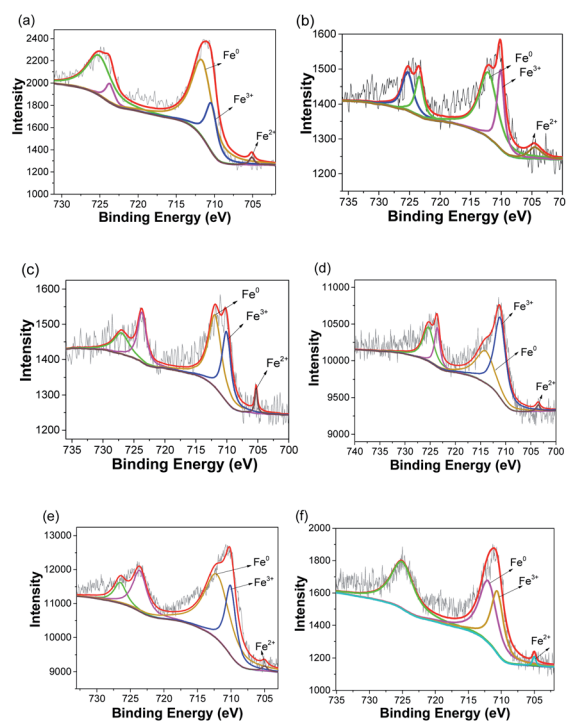 (a)
Intensity
2400
2200
2000
1800
1600
1400
1200
Fe0
Fe3+
Fe2+
730 725 720 715 710 705
Binding Energy (eV)
(b)
Intensity
1600
1500
1400
1300
1200
Fe0
Fe3+
Fe2+
735 730 725 720 715 710 705 700
Binding Energy (eV)
(c)
Intensity
1600
1550
1500
1450
1400
1350
1300
1250
1200
Fe0
Fe3+
Fe2+
735 730 725 720 715 710 705 700
Binding Energy (eV)
(d)
Intensity
11000
10500
10000
9500
9000
Fe3+
Fe0
Fe2+
740 735 730 725 720 715 710 705 700
Binding Energy (eV)
(e)
Intensity
13000
12000
11000
10000
9000
Fe0
Fe3+
Fe2+
730 725 720 715 710 705
Binding Energy (eV)
(f)
Intensity
2000
1800
1600
1400
1200
1000
Fe0
Fe3+
Fe2+
735 730 725 720 715 710 705
Binding Energy (eV)